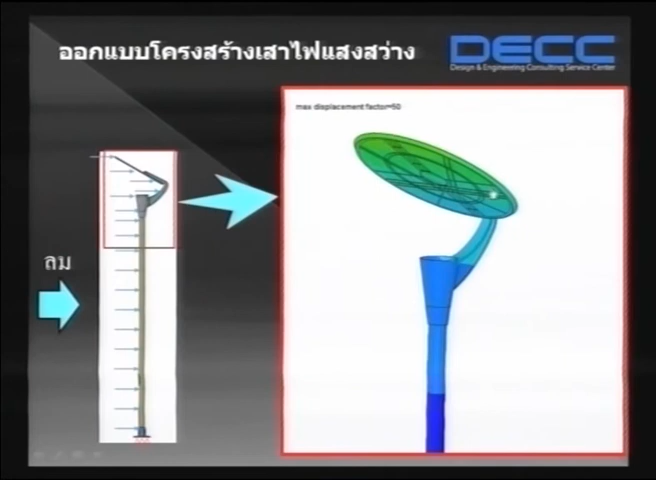 ออกแบบโครงสร้างเสาไฟแสงสว่าง
DECC
Design & Engineering Consulting Service Center
max displacement factor=50
ลม